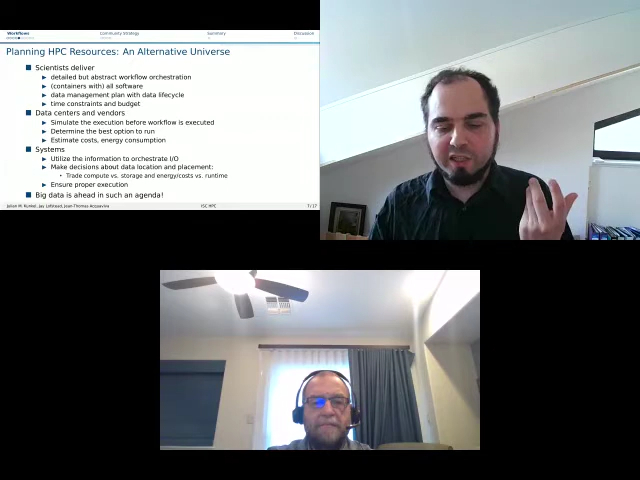 Workflows Community Strategy Summary Discussion
Planning HPC Resources: An Alternative Universe
Scientists deliver
detailed but abstract workflow orchestration
(containers with) all software
data management plan with data lifecycle
time constraints and budget
Data centers and vendors
Simulate the execution before workflow is executed
Determine the best option to run
Estimate costs, energy consumption
Systems
Utilize the information to orchestrate I/O
Make decisions about data location and placement:
Trade compute vs. storage and energy/costs vs. runtime
Ensure proper execution
Big data is ahead in such an agenda!
Julian M. Kunkel, Jay Lofstead, Jean-Thomas Acquaviva ISC HPC 7 / 17